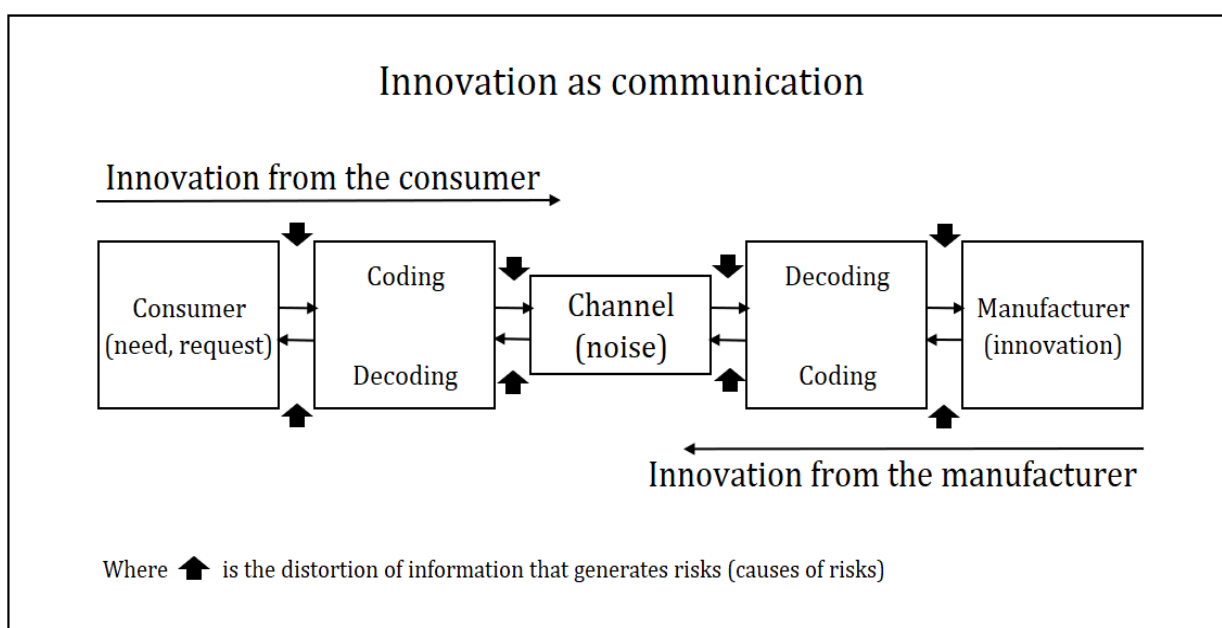 Innovation as communication
Innovation from the consumer
Consumer
(need, request)
Coding
Decoding
Channel
(noise)
Decoding
Coding
Manufacturer
(innovation)
Innovation from the manufacturer
Where is the distortion of information that generates risks (causes of risks)